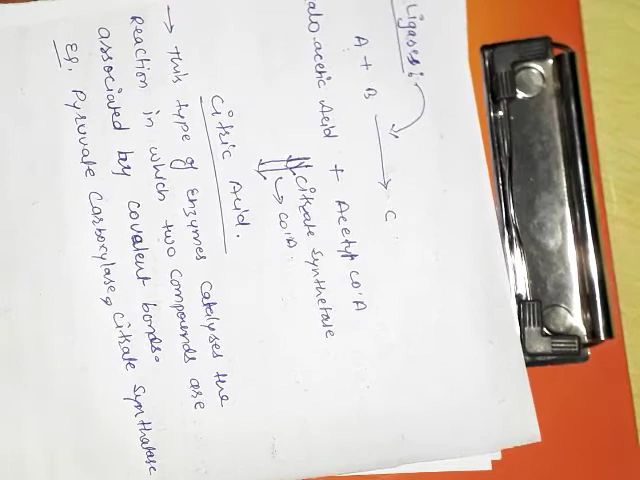 Ligases:
A + B → C
alo.acetic Acid + Acetyl CO:A
citrate synthetase
→ CO:A.
Citric Acid.
→ this type of enzymes catalyses the
Reaction in which two compounds are
associated by covalent bonds.
Eg, Pyruvate Carboxylase, citrate synthatase